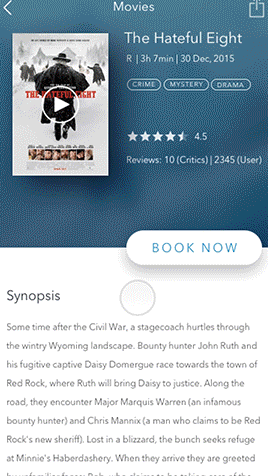 Movies
The Hateful Eight
R | 3h 7min | 30 Dec, 2015
CRIME MYSTERY DRAMA
THE HATEFUL EIGHT
4.5
Reviews: 10 (Critics) | 2345 (User)
BOOK NOW
Synopsis
Some time after the Civil War, a stagecoach hurtles through
the wintry Wyoming landscape. Bounty hunter John Ruth and
his fugitive captive Daisy Domergue race towards the town of
Red Rock, where Ruth will bring Daisy to justice. Along the
road, they encounter Major Marquis Warren (an infamous
bounty hunter) and Chris Mannix (a man who claims to be Red
Rock's new sheriff). Lost in a blizzard, the bunch seeks refuge
at Minnie's Haberdashery. When they arrive they are greeted